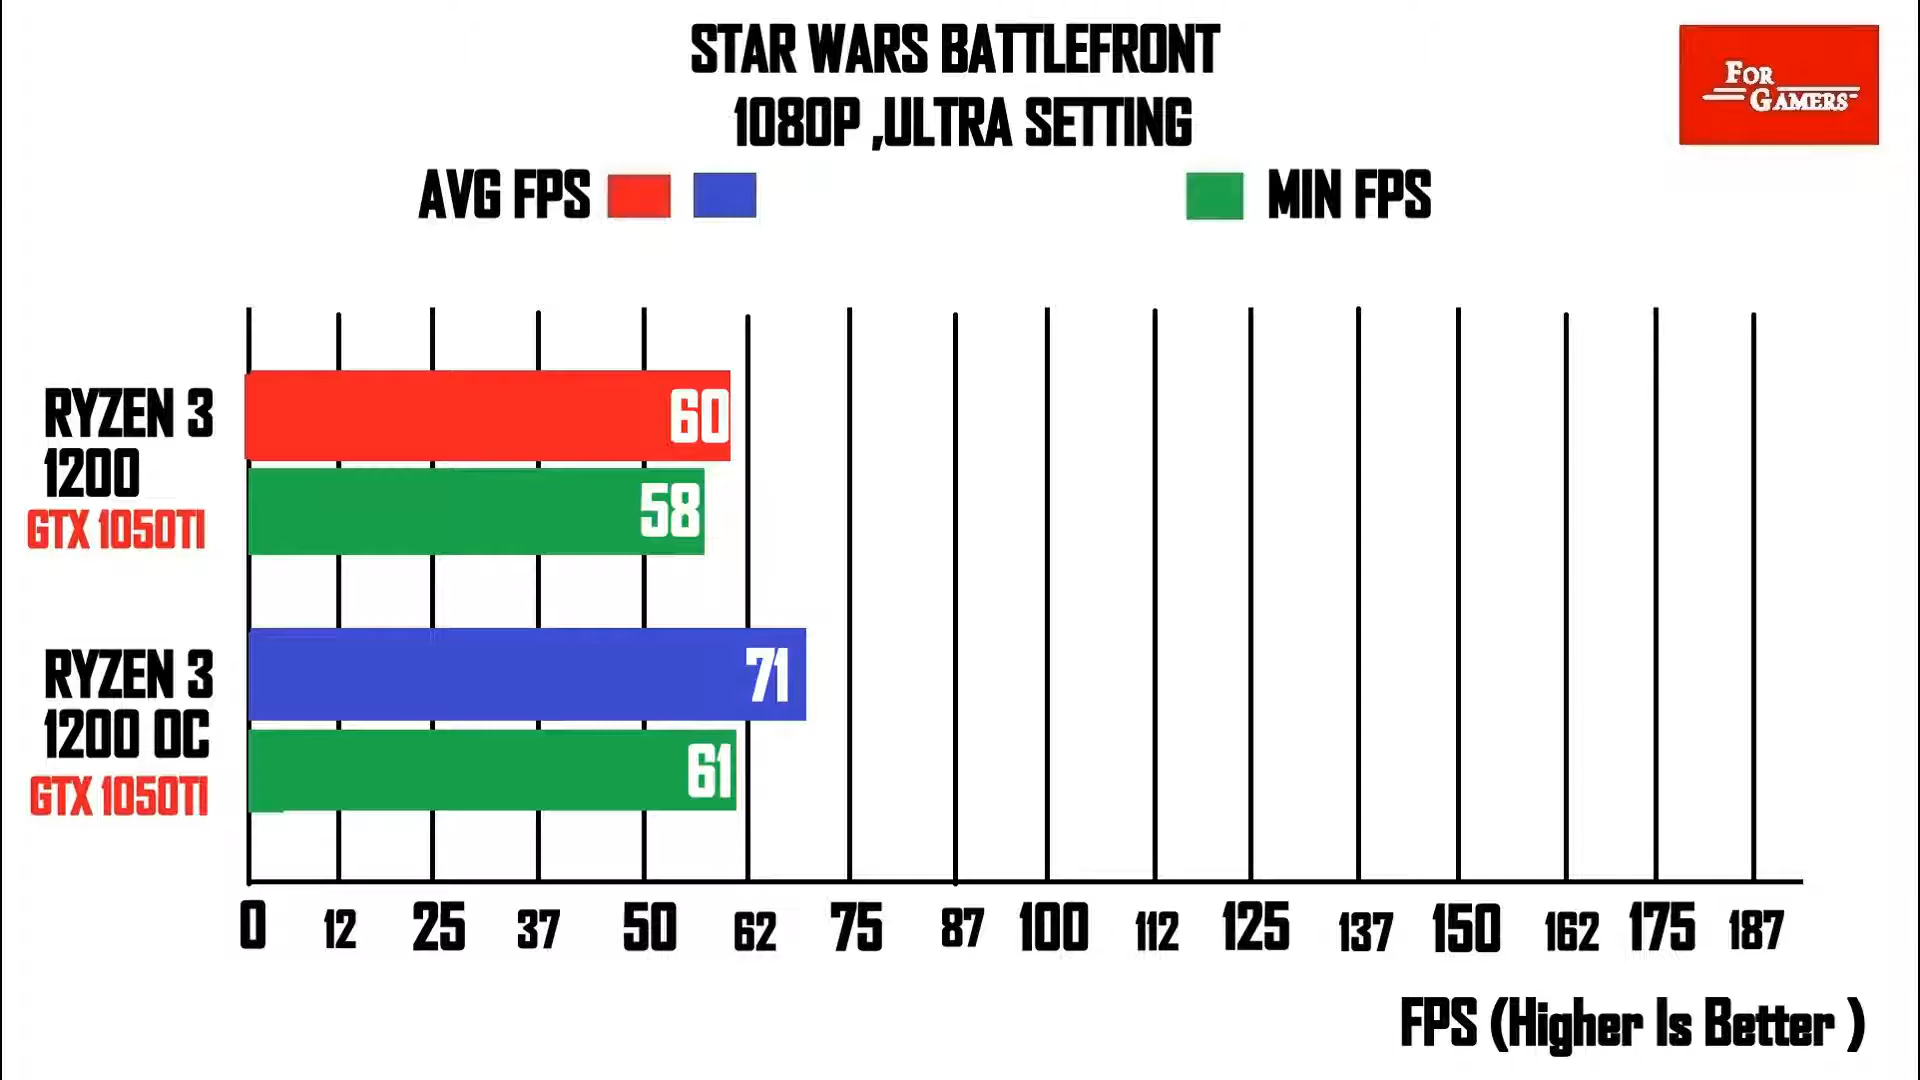 STAR WARS BATTLEFRONT
1080P ,ULTRA SETTING
FOR
GAMERS
AVG FPS
MIN FPS
RYZEN 3
1200
GTX 1050TI
60
58
RYZEN 3
1200 OC
GTX 1050TI
71
61
0 12 25 37 50 62 75 87 100 112 125 137 150 162 175 187
FPS (Higher Is Better )